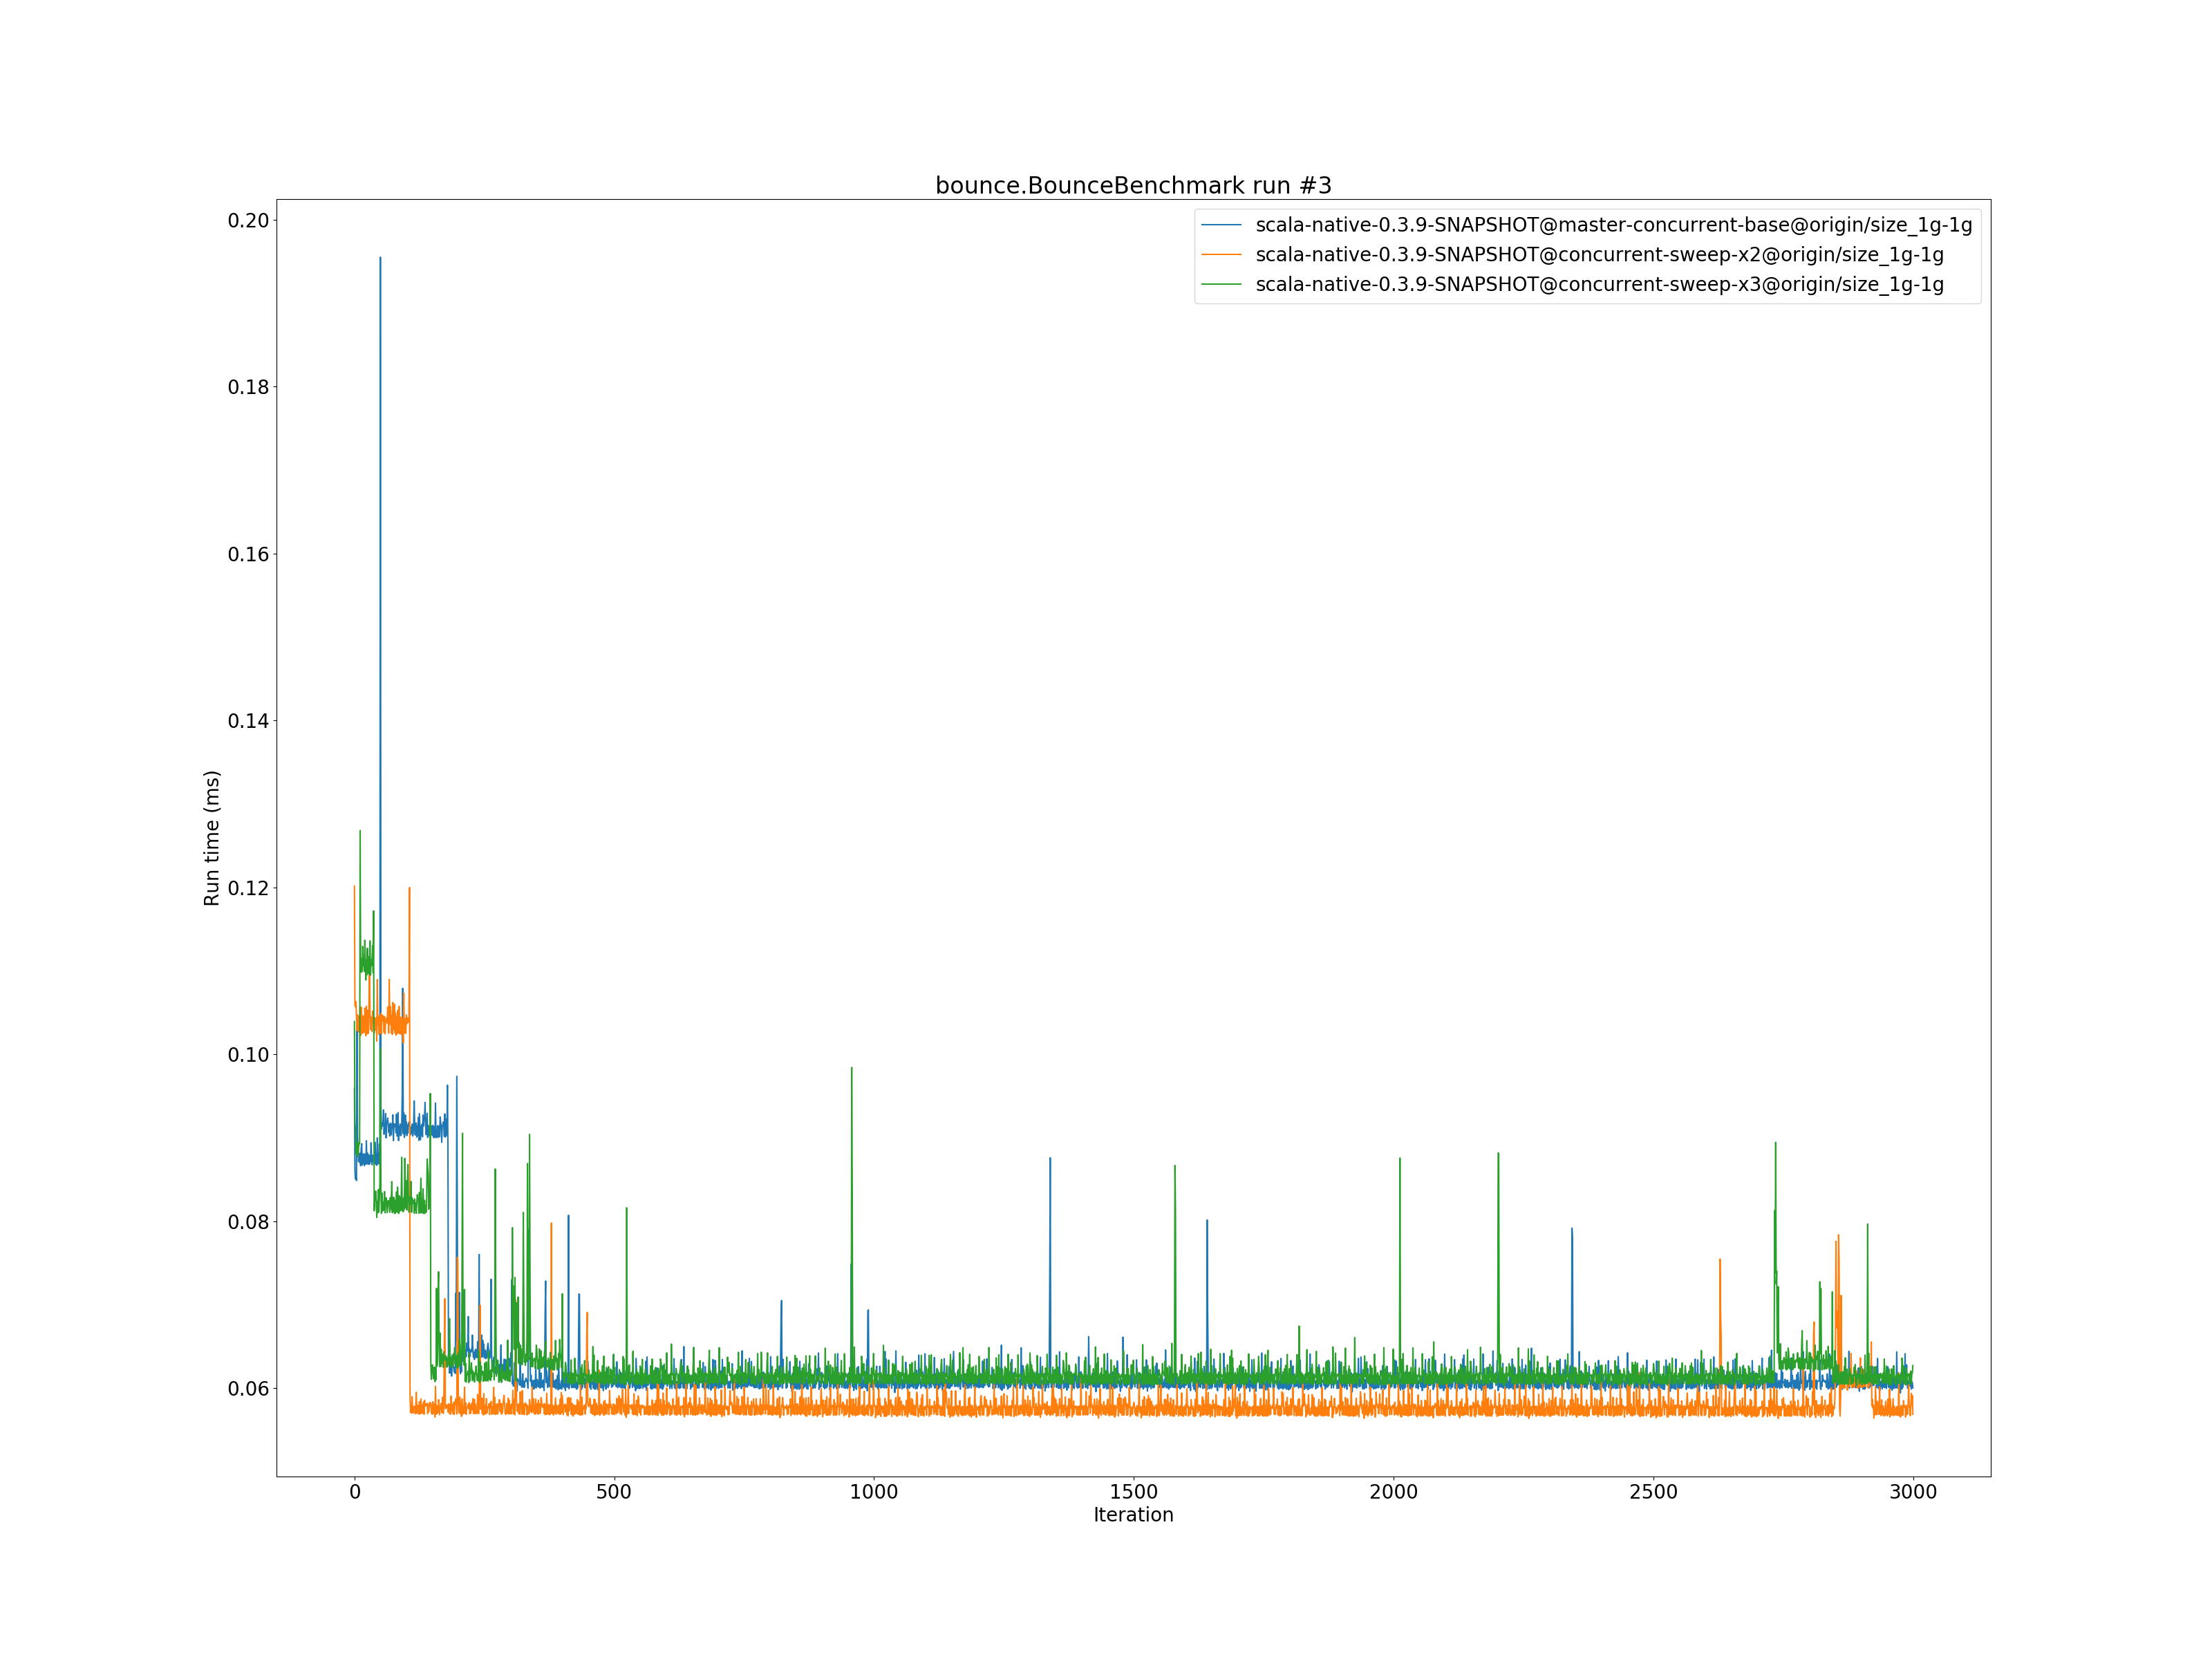 bounce.BounceBenchmark run #3
scala-native-0.3.9-SNAPSHOT@master-concurrent-base@origin/size_1g-1g
scala-native-0.3.9-SNAPSHOT@concurrent-sweep-x2@origin/size_1g-1g
scala-native-0.3.9-SNAPSHOT@concurrent-sweep-x3@origin/size_1g-1g
0.20
0.18
0.16
0.14
0.12
0.10
0.08
0.06
Run time (ms)
0 500 1000 1500 2000 2500 3000
Iteration